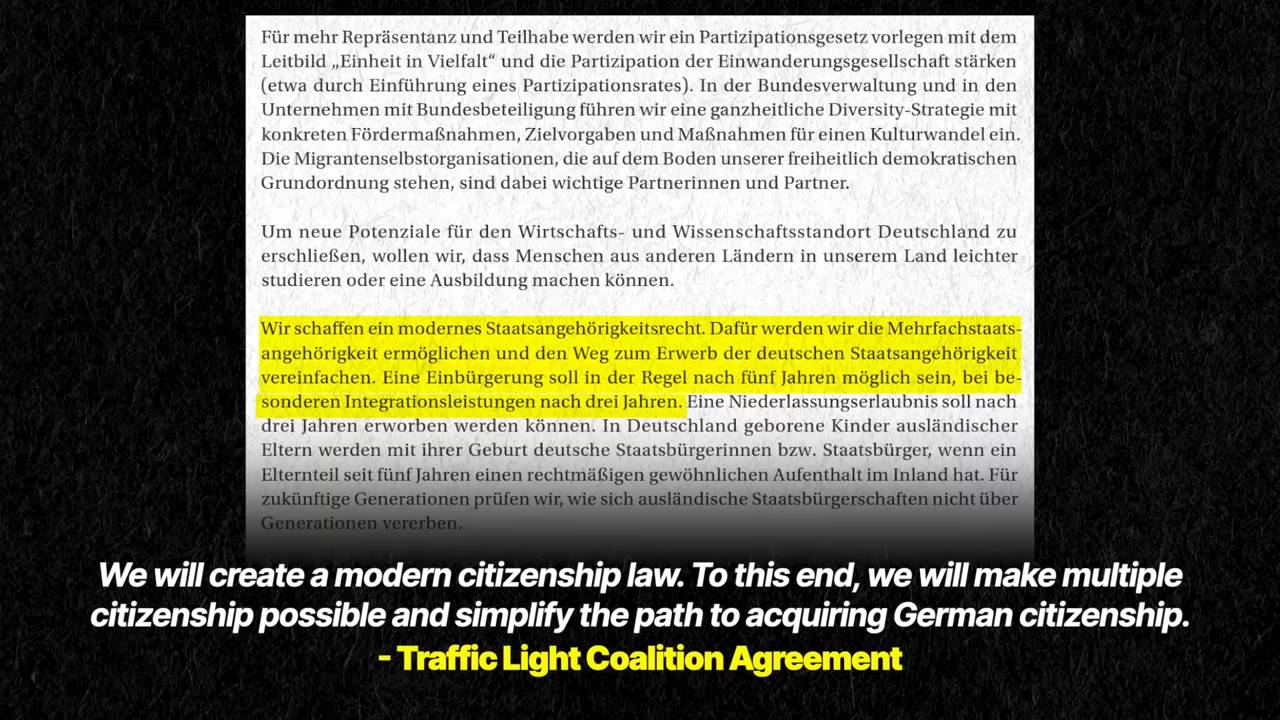 Für mehr Repräsentanz und Teilhabe werden wir ein Partizipationsgesetz vorlegen mit dem
Leitbild „Einheit in Vielfalt“ und die Partizipation der Einwanderungsgesellschaft stärken
(etwa durch Einführung eines Partizipationsrates). In der Bundesverwaltung und in den
Unternehmen mit Bundesbeteiligung führen wir eine ganzheitliche Diversity-Strategie mit
konkreten Fördermaßnahmen, Zielvorgaben und Maßnahmen für einen Kulturwandel ein.
Die Migrantenselbstorganisationen, die auf dem Boden unserer freiheitlich demokratischen
Grundordnung stehen, sind dabei wichtige Partnerinnen und Partner.
Um neue Potenziale für den Wirtschafts- und Wissenschaftsstandort Deutschland zu
erschließen, wollen wir, dass Menschen aus anderen Ländern in unserem Land leichter
studieren oder eine Ausbildung machen können.
Wir schaffen ein modernes Staatsangehörigkeitsrecht. Dafür werden wir die Mehrfachstaats-
angehörigkeit ermöglichen und den Weg zum Erwerb der deutschen Staatsangehörigkeit
vereinfachen. Eine Einbürgerung soll in der Regel nach fünf Jahren möglich sein, bei be-
sonderen Integrationsleistungen nach drei Jahren. Eine Niederlassungserlaubnis soll nach
drei Jahren erworben werden können. In Deutschland geborene Kinder ausländischer
Eltern werden mit ihrer Geburt deutsche Staatsbürgerinnen bzw. Staatsbürger, wenn ein
Elternteil seit fünf Jahren einen rechtmäßigen gewöhnlichen Aufenthalt im Inland hat. Für
zukünftige Generationen prüfen wir, wie sich ausländische Staatsbürgerschaften nicht über
Generationen vererben.
We will create a modern citizenship law. To this end, we will make multiple
citizenship possible and simplify the path to acquiring German citizenship.
- Traffic Light Coalition Agreement